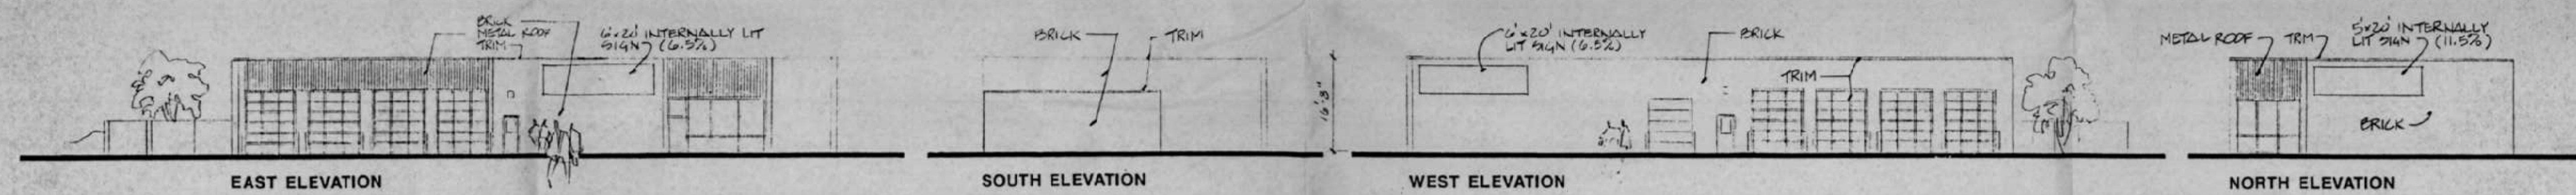 BRICK
METAL ROOF
TRIM
6'x20' INTERNALLY LIT
SIGN (6.5%)
EAST ELEVATION
BRICK
TRIM
SOUTH ELEVATION
16'-8"
6'x20' INTERNALLY
LIT SIGN (6.5%)
BRICK
TRIM
WEST ELEVATION
METAL ROOF
TRIM
5'x20' INTERNALLY
LIT SIGN (11.5%)
BRICK
NORTH ELEVATION